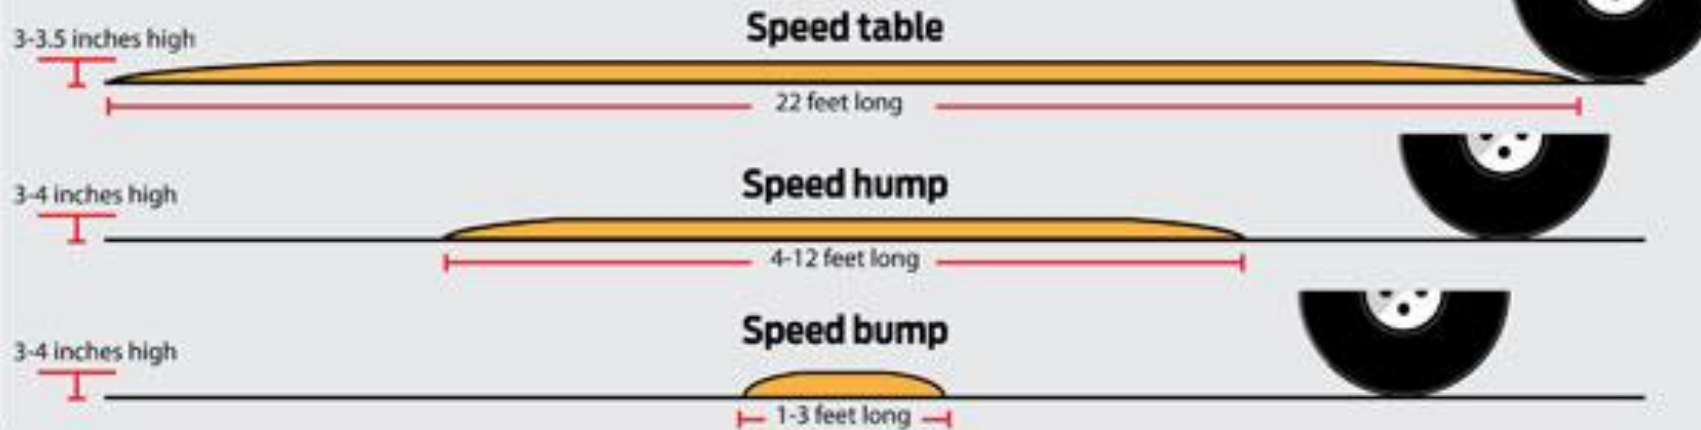 Speed table
3-3.5 inches high
22 feet long
Speed hump
3-4 inches high
4-12 feet long
Speed bump
3-4 inches high
1-3 feet long